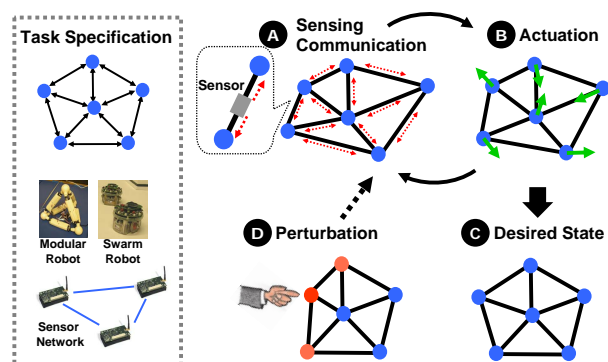 Task Specification
Modular
Robot
Swarm
Robot
Sensor
Network
A Sensing
Communication
Sensor
B Actuation
D Perturbation
C Desired State